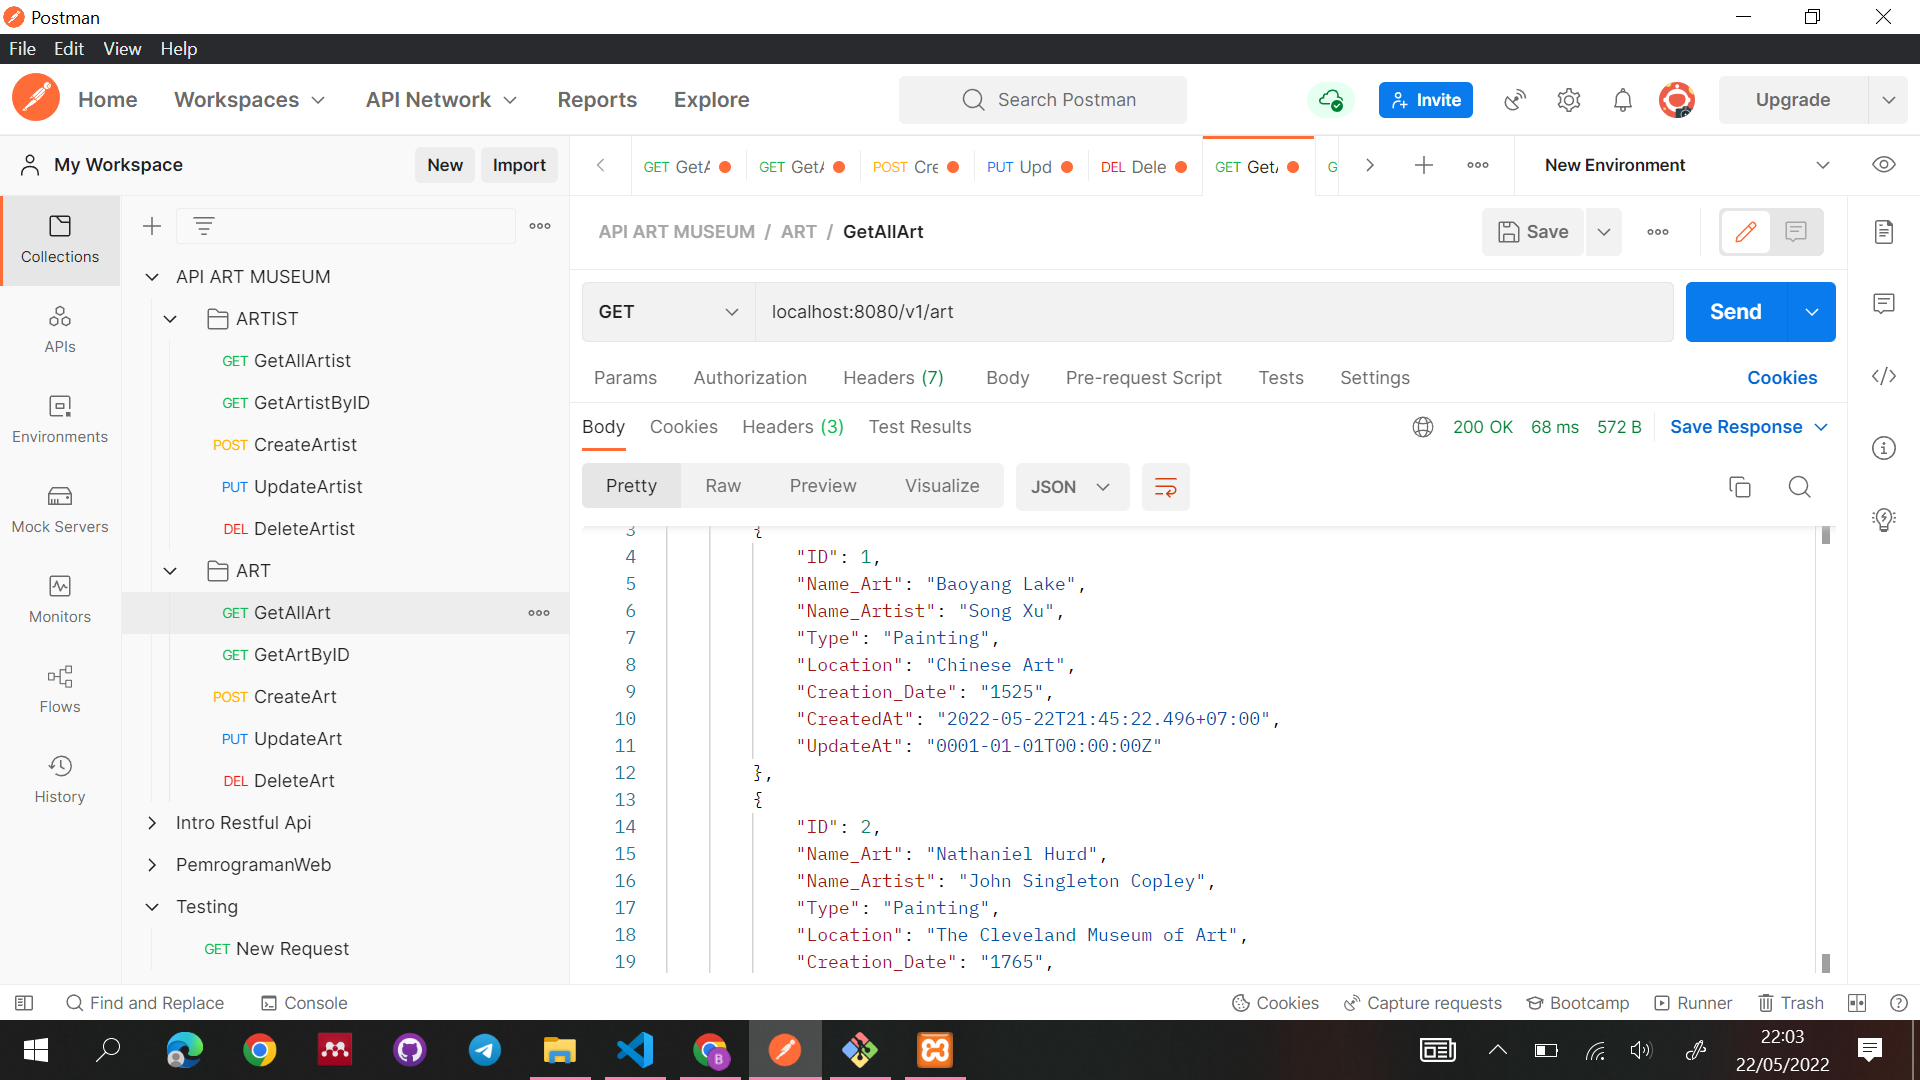 Postman
File Edit View Help
Home Workspaces API Network Reports Explore Search Postman Invite Upgrade
My Workspace New Import
GET GetA GET GetA POST Cre PUT Upd DEL Dele GET GetA G New Environment
Collections
APIs
Environments
Mock Servers
Monitors
Flows
History
API ART MUSEUM
ARTIST
GET GetAllArtist
GET GetArtistByID
POST CreateArtist
PUT UpdateArtist
DEL DeleteArtist
ART
GET GetAllArt
GET GetArtByID
POST CreateArt
PUT UpdateArt
DEL DeleteArt
Intro Restful Api
PemrogramanWeb
Testing
GET New Request
API ART MUSEUM / ART / GetAllArt Save
GET localhost:8080/v1/art Send
Params Authorization Headers (7) Body Pre-request Script Tests Settings Cookies
Body Cookies Headers (3) Test Results 200 OK 68 ms 572 B Save Response
Pretty Raw Preview Visualize JSON
3 {
4 "ID": 1,
5 "Name_Art": "Baoyang Lake",
6 "Name_Artist": "Song Xu",
7 "Type": "Painting",
8 "Location": "Chinese Art",
9 "Creation_Date": "1525",
10 "CreatedAt": "2022-05-22T21:45:22.496+07:00",
11 "UpdateAt": "0001-01-01T00:00:00Z"
12 },
13 {
14 "ID": 2,
15 "Name_Art": "Nathaniel Hurd",
16 "Name_Artist": "John Singleton Copley",
17 "Type": "Painting",
18 "Location": "The Cleveland Museum of Art",
19 "Creation_Date": "1765",
Find and Replace Console Cookies Capture requests Bootcamp Runner Trash
22:03
22/05/2022